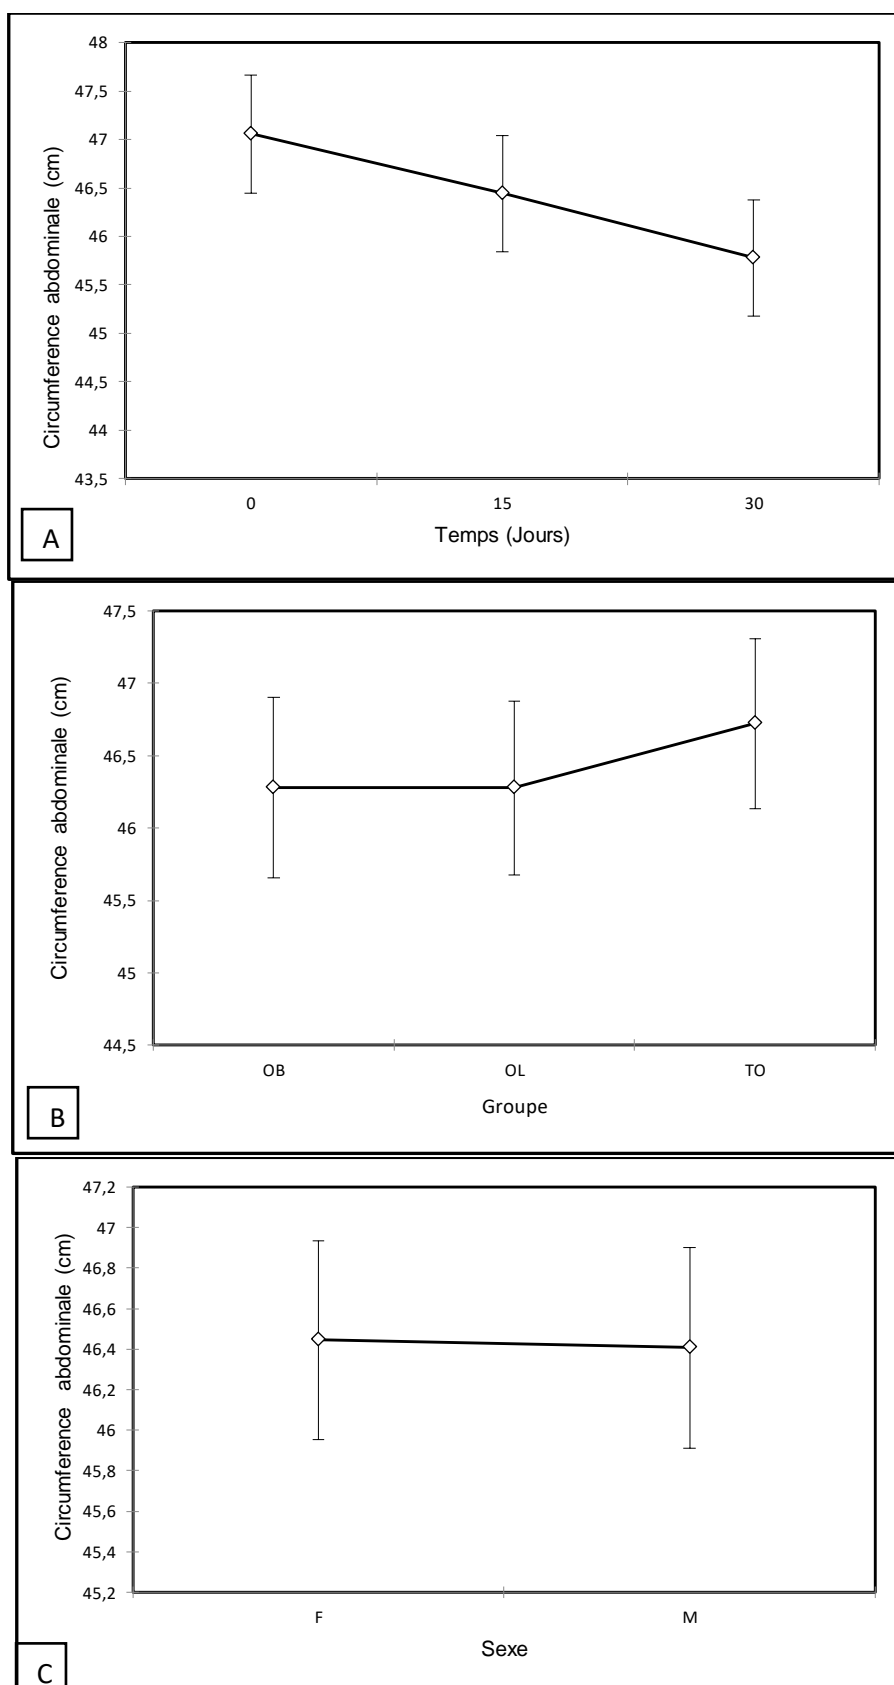 48
47,5
47
46,5
46
45,5
45
44,5
44
43,5
Circumference abdominale (cm)
0 15 30
Temps (Jours)
A
47,5
47
46,5
46
45,5
45
44,5
Circumference abdominale (cm)
OB OL TO
Groupe
B
47,2
47
46,8
46,6
46,4
46,2
46
45,8
45,6
45,4
45,2
Circumference abdominale (cm)
F M
Sexe
C